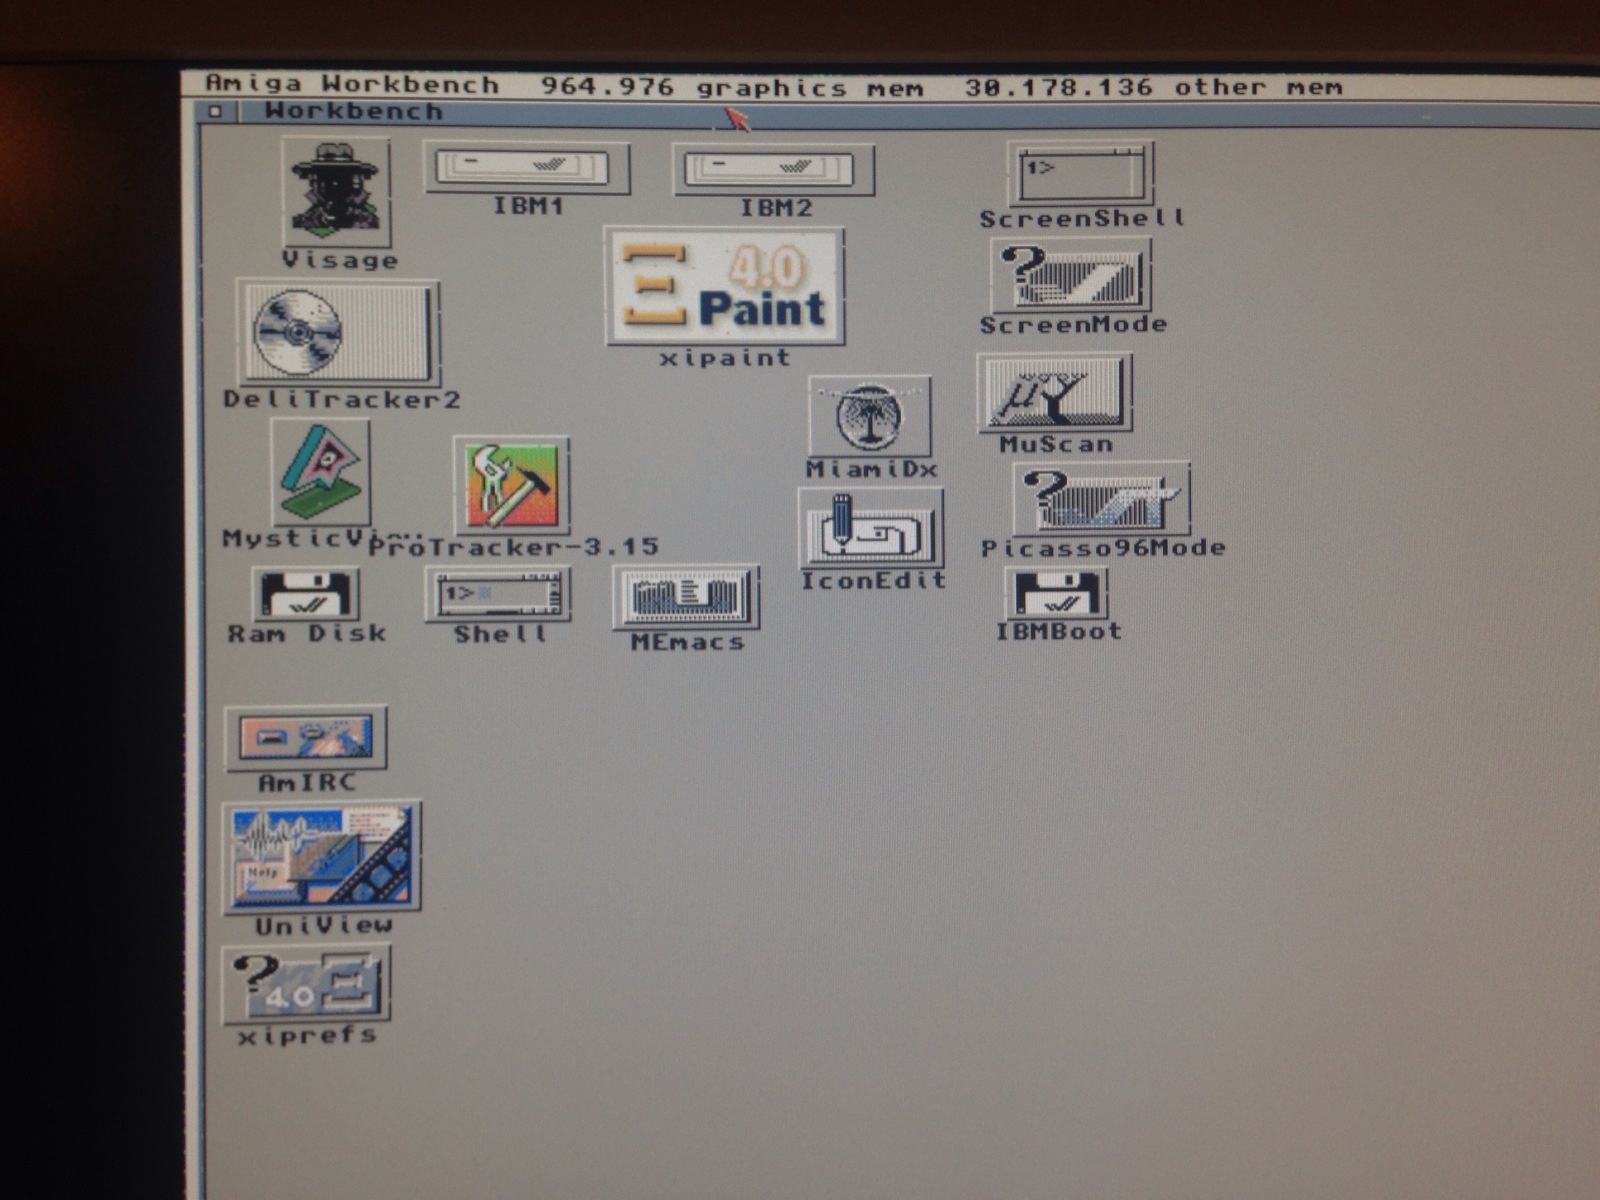 Amiga Workbench 964.976 graphics mem 30.178.136 other mem
Workbench
Visage
IBM1
IBM2
1>
ScreenShell
4.0
Paint
xipaint
?
ScreenMode
DeliTracker2
MiamiDx
μ
MuScan
MysticVi...
ProTracker-3.15
IconEdit
?
Picasso96Mode
Ram Disk
1>
Shell
MEmacs
IBMBoot
AmIRC
Help
UniView
?
4.0
xiprefs